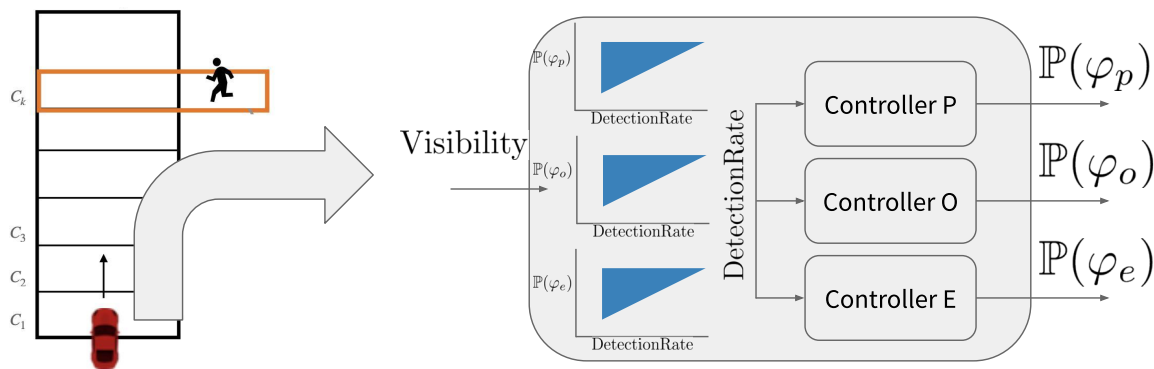 C_k
C_3
C_2
C_1
Visibility
ℙ(φ_p)
DetectionRate
ℙ(φ_o)
DetectionRate
ℙ(φ_e)
DetectionRate
DetectionRate
Controller P
Controller O
Controller E
ℙ(φ_p)
ℙ(φ_o)
ℙ(φ_e)